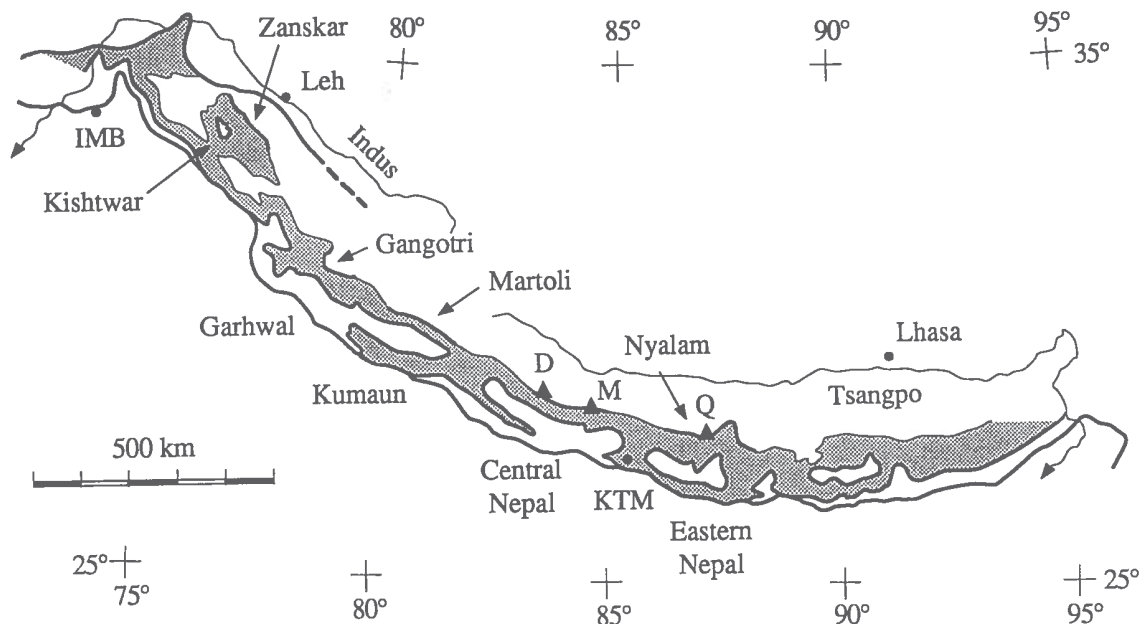 Zanskar
80°
85°
90°
95°
35°
Leh
IMB
Indus
Kishtwar
Gangotri
Martoli
Garhwal
Lhasa
Nyalam
D
M
Q
Tsangpo
Kumaun
500 km
Central
Nepal
KTM
Eastern
Nepal
25°
75°
80°
85°
90°
95°
25°